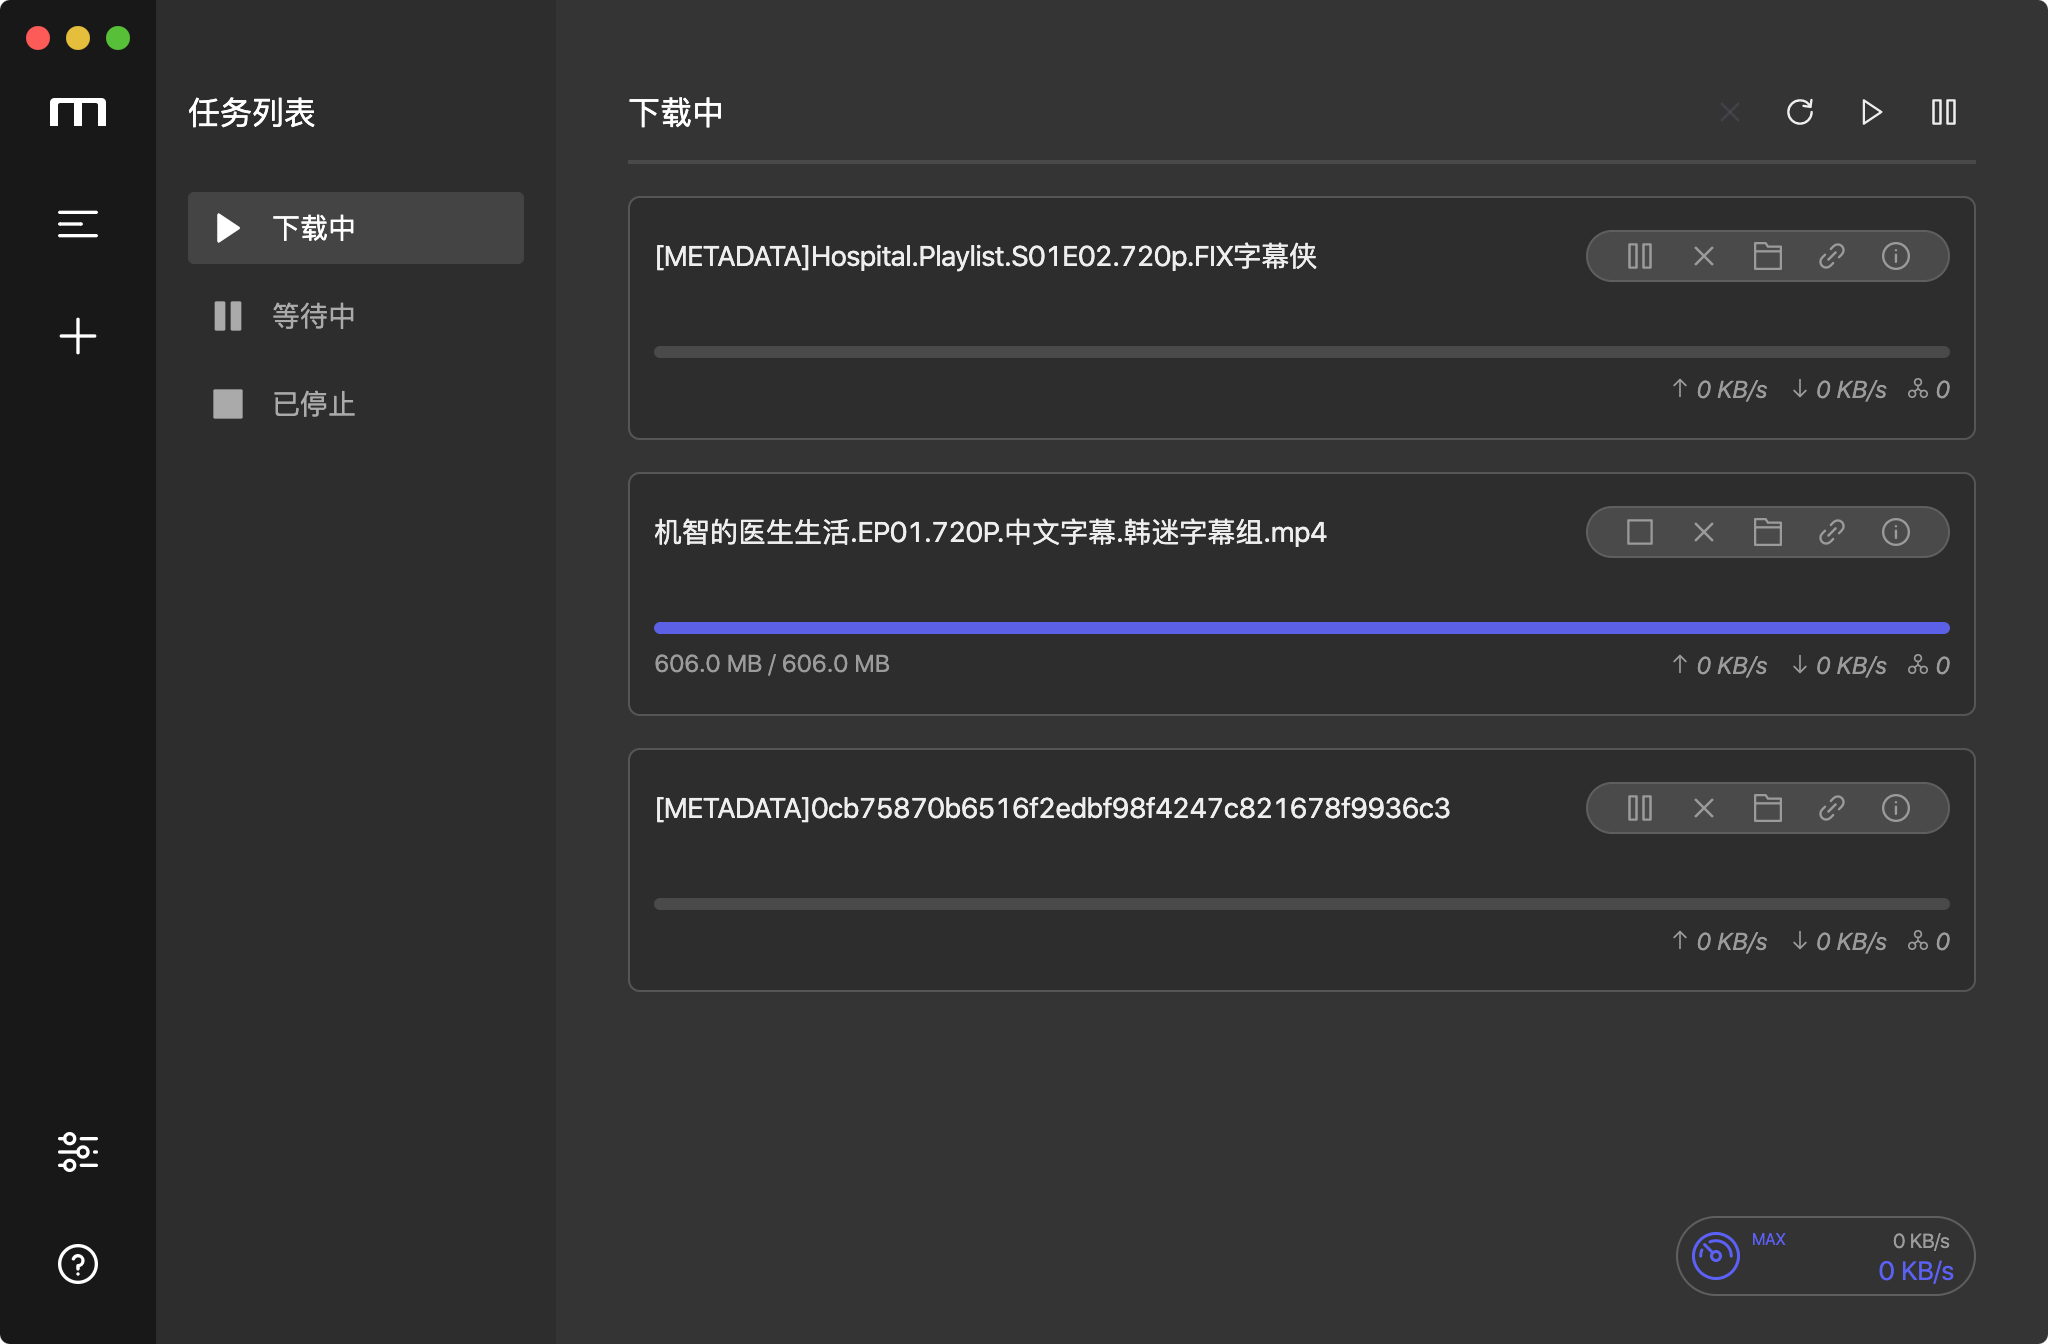 任务列表
下载中
等待中
已停止
下载中
[METADATA]Hospital.Playlist.S01E02.720p.FIX字幕侠
0 KB/s 0 KB/s 0
机智的医生生活.EP01.720P.中文字幕.韩迷字幕组.mp4
606.0 MB / 606.0 MB 0 KB/s 0 KB/s 0
[METADATA]0cb75870b6516f2edbf98f4247c821678f9936c3
0 KB/s 0 KB/s 0
MAX 0 KB/s
0 KB/s